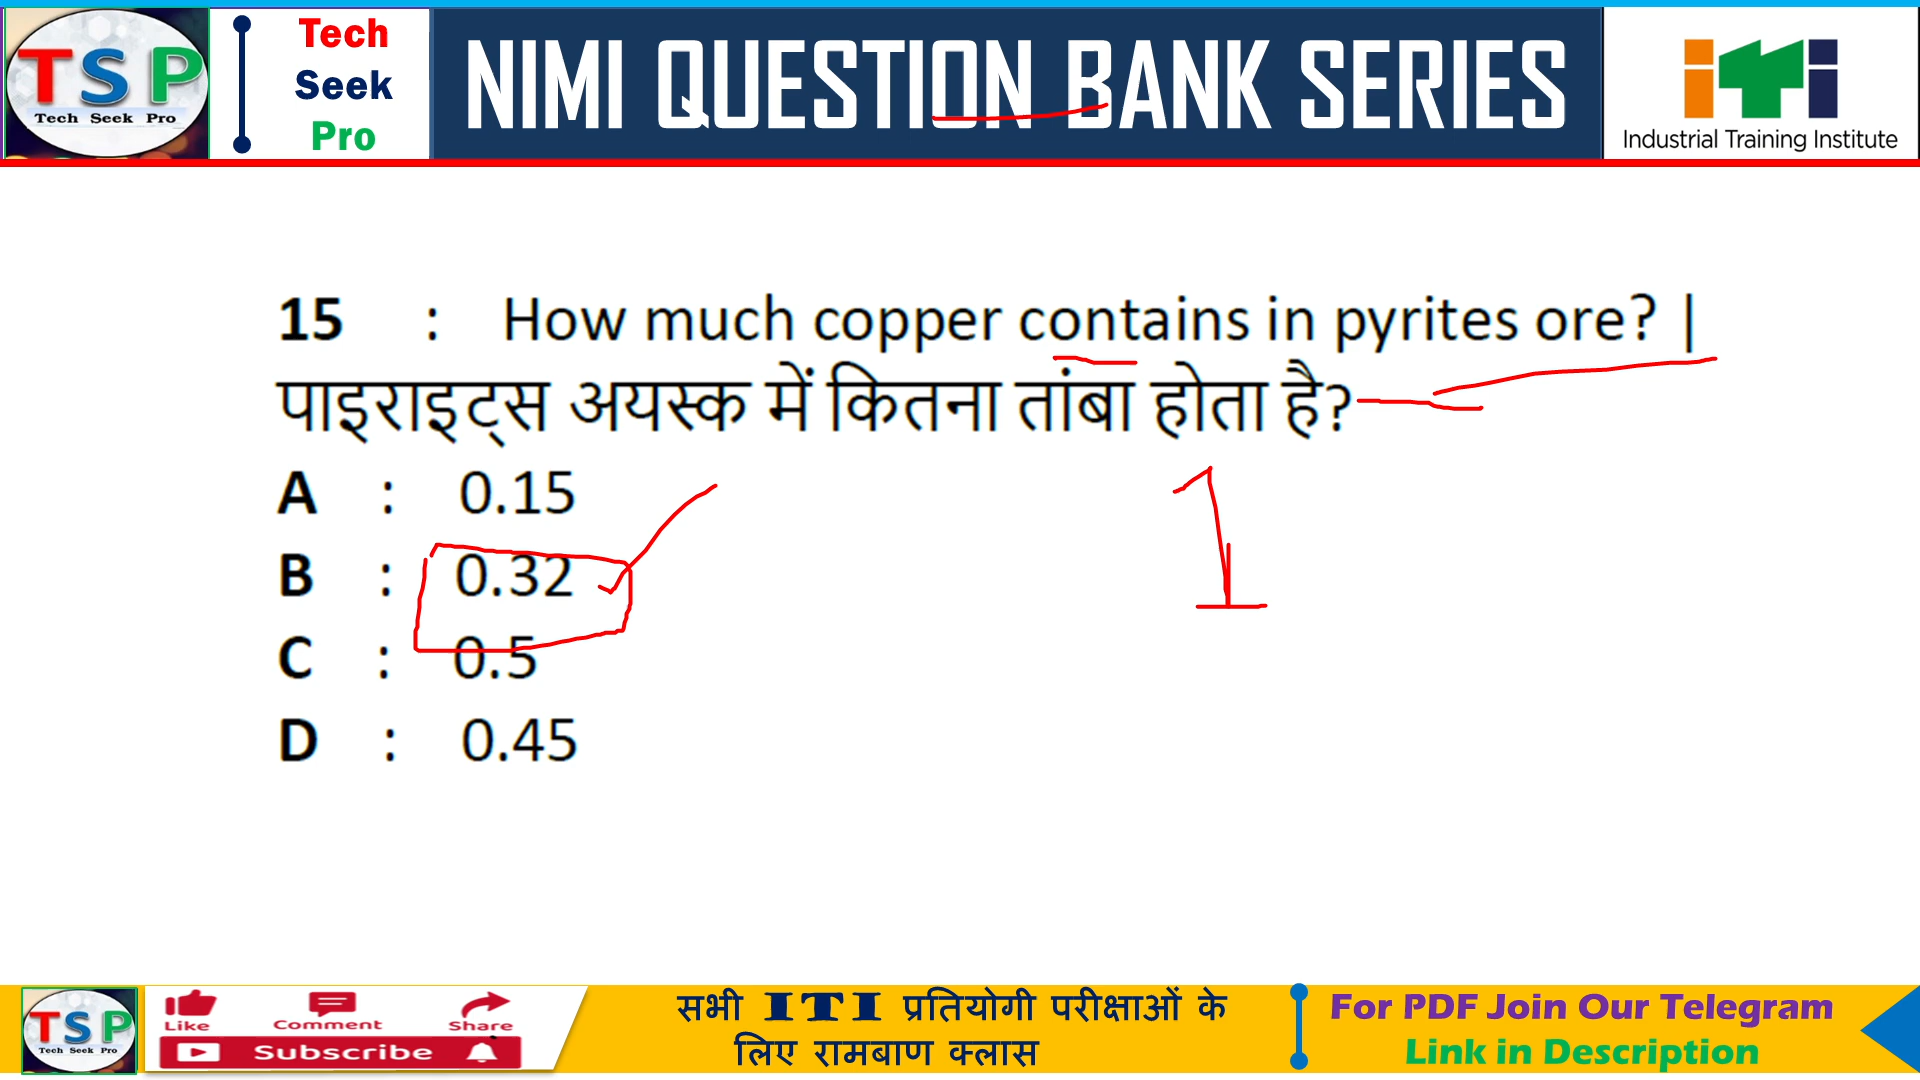 TSP
Tech Seek Pro
Tech
Seek
Pro
NIMI QUESTION BANK SERIES
iTi
Industrial Training Institute
15 : How much copper contains in pyrites ore? |
पाइराइट्स अयस्क में कितना तांबा होता है?
A : 0.15
B : 0.32
C : 0.5
D : 0.45
1
TSP
Tech Seek Pro
Like Comment Share
Subscribe
सभी ITI प्रतियोगी परीक्षाओं के
लिए रामबाण क्लास
For PDF Join Our Telegram
Link in Description